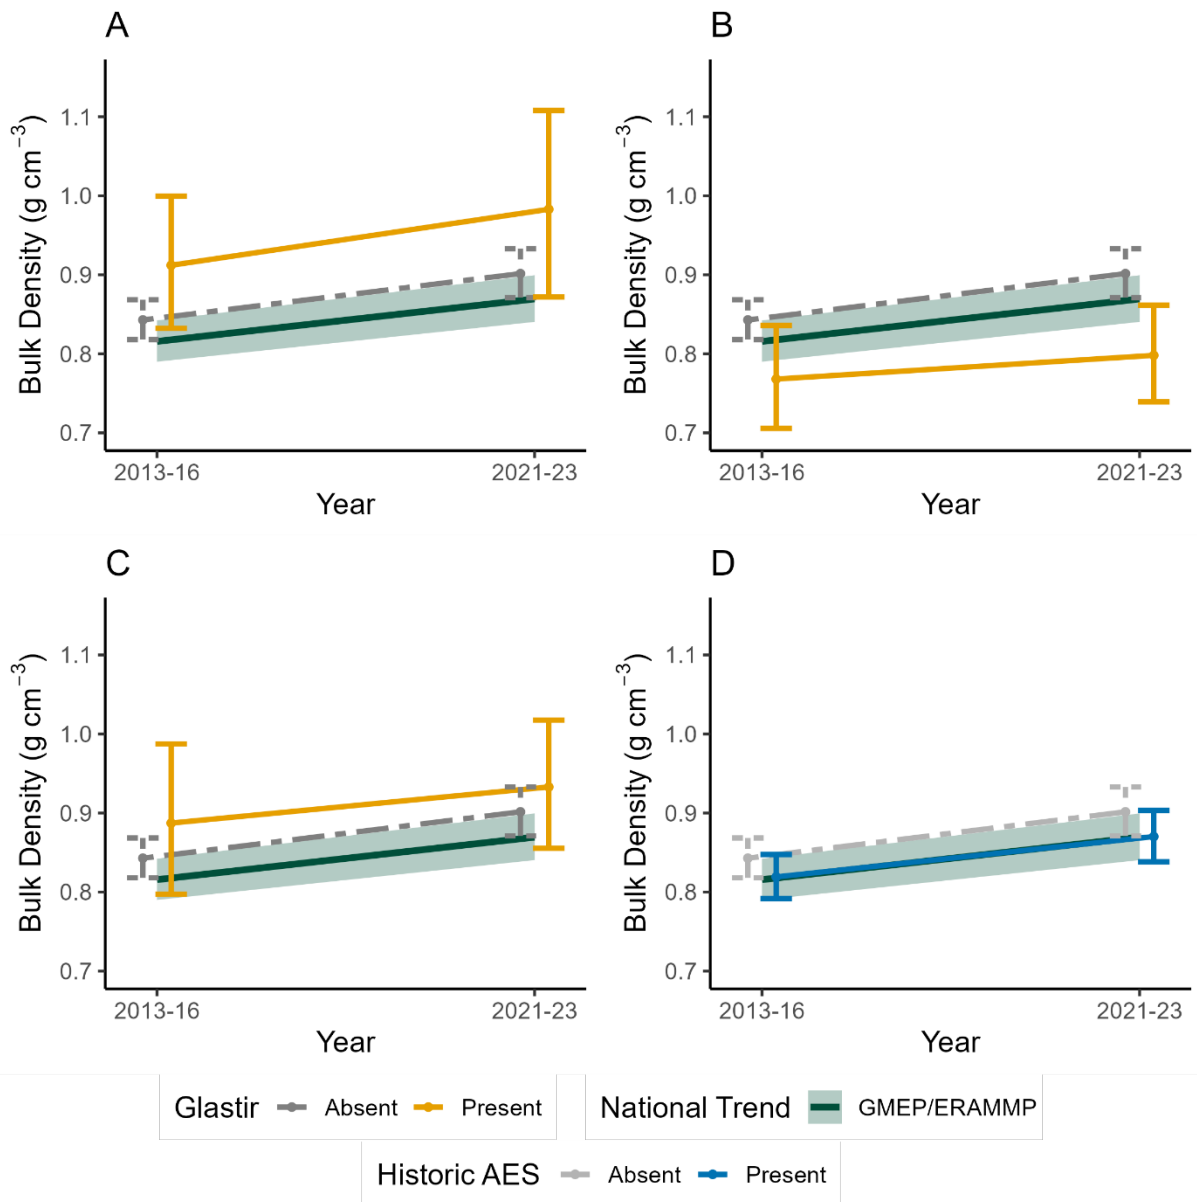 A
Bulk Density (g cm⁻³)
1.1
1.0
0.9
0.8
0.7
2013-16
2021-23
Year
B
Bulk Density (g cm⁻³)
1.1
1.0
0.9
0.8
0.7
2013-16
2021-23
Year
C
Bulk Density (g cm⁻³)
1.1
1.0
0.9
0.8
0.7
2013-16
2021-23
Year
D
Bulk Density (g cm⁻³)
1.1
1.0
0.9
0.8
0.7
2013-16
2021-23
Year
Glastir Absent Present
National Trend GMEP/ERAMMP
Historic AES Absent Present